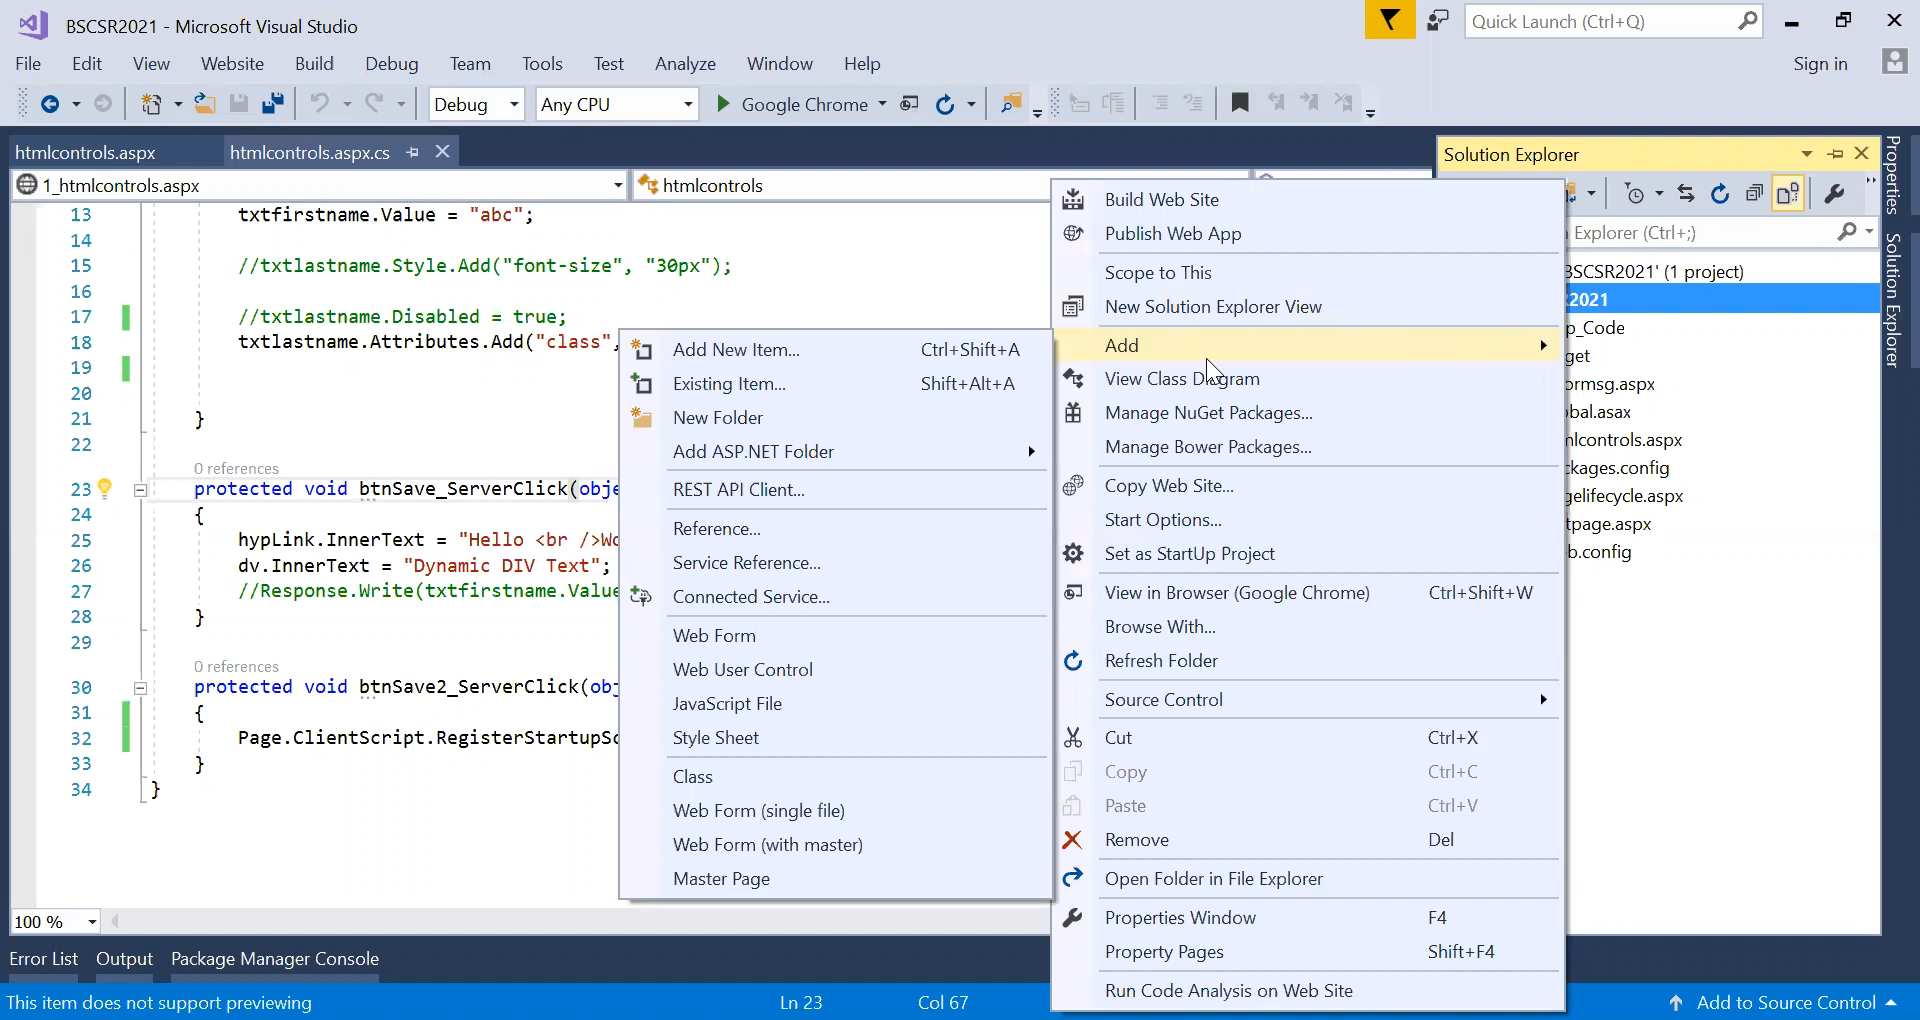 BSCSR2021 - Microsoft Visual Studio
Quick Launch (Ctrl+Q)
File Edit View Website Build Debug Team Tools Test Analyze Window Help
Sign in
Debug Any CPU Google Chrome
htmlcontrols.aspx htmlcontrols.aspx.cs
1_htmlcontrols.aspx htmlcontrols
13 txtfirstname.Value = "abc";
14
15 //txtlastname.Style.Add("font-size", "30px");
16
17 //txtlastname.Disabled = true;
18 txtlastname.Attributes.Add("class",
19
20
21 }
22
0 references
23 protected void btnSave_ServerClick(obje
24 {
25 hypLink.InnerText = "Hello <br />Wo
26 dv.InnerText = "Dynamic DIV Text";
27 //Response.Write(txtfirstname.Value
28 }
29
0 references
30 protected void btnSave2_ServerClick(obj
31 {
32 Page.ClientScript.RegisterStartupSc
33 }
34 }
100 %
Add New Item... Ctrl+Shift+A
Existing Item... Shift+Alt+A
New Folder
Add ASP.NET Folder
REST API Client...
Reference...
Service Reference...
Connected Service...
Web Form
Web User Control
JavaScript File
Style Sheet
Class
Web Form (single file)
Web Form (with master)
Master Page
Build Web Site
Publish Web App
Scope to This
New Solution Explorer View
Add
View Class Diagram
Manage NuGet Packages...
Manage Bower Packages...
Copy Web Site...
Start Options...
Set as StartUp Project
View in Browser (Google Chrome) Ctrl+Shift+W
Browse With...
Refresh Folder
Source Control
Cut Ctrl+X
Copy Ctrl+C
Paste Ctrl+V
Remove Del
Open Folder in File Explorer
Properties Window F4
Property Pages Shift+F4
Run Code Analysis on Web Site
Solution Explorer
Explorer (Ctrl+;)
BSCSR2021' (1 project)
2021
p_Code
get
ormsg.aspx
bal.asax
nlcontrols.aspx
ckages.config
gelifecycle.aspx
tpage.aspx
b.config
Properties
Solution Explorer
Error List Output Package Manager Console
This item does not support previewing Ln 23 Col 67 Add to Source Control